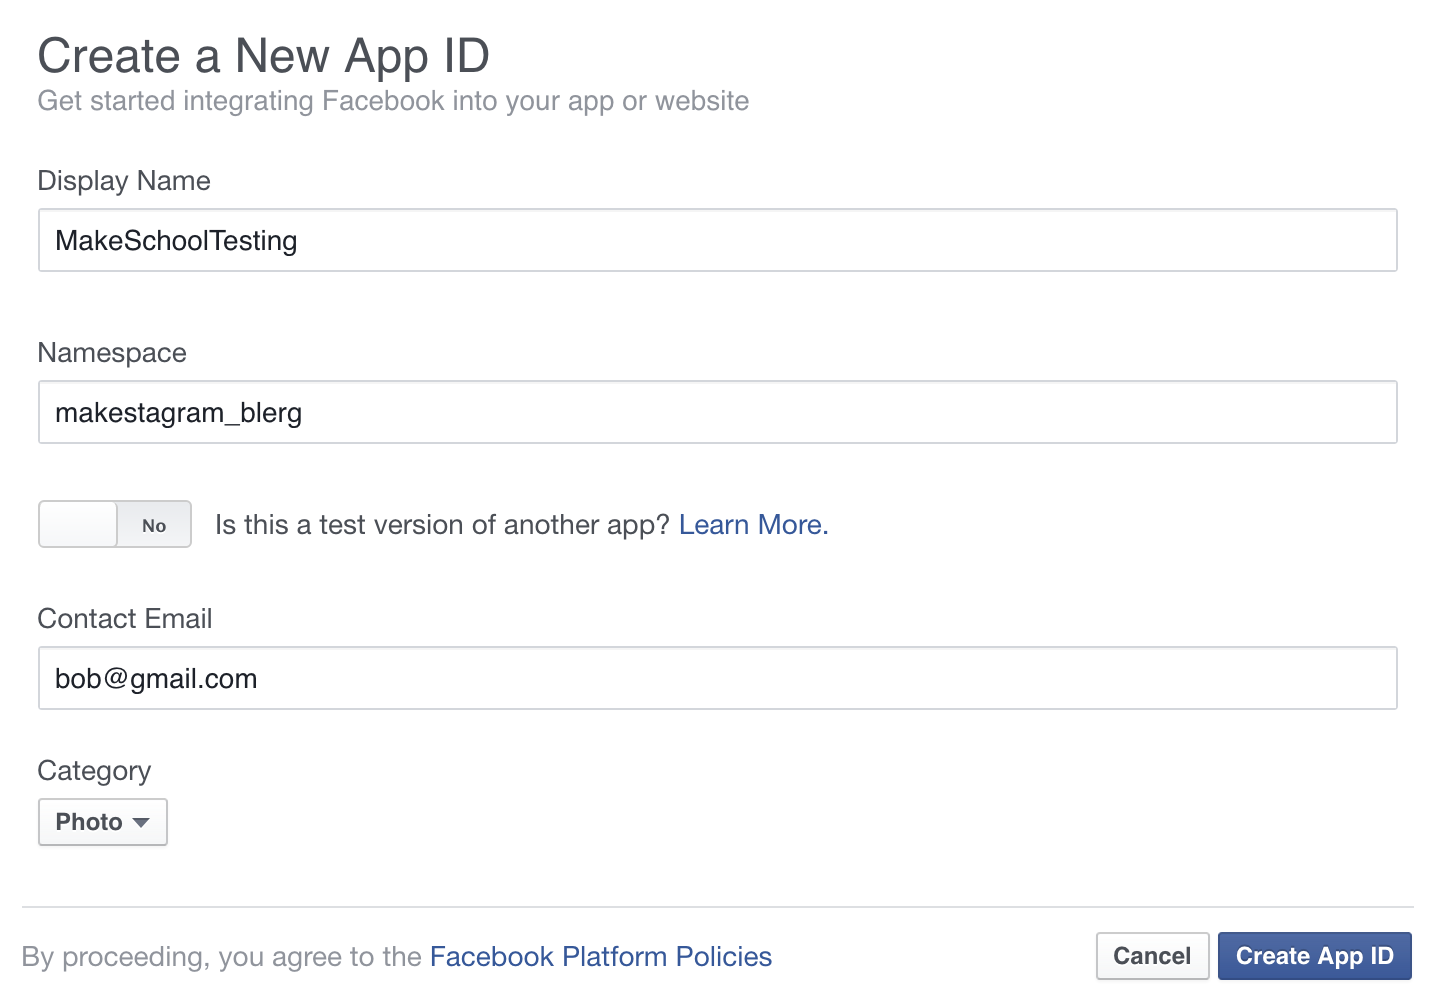 Create a New App ID
Get started integrating Facebook into your app or website
Display Name
MakeSchoolTesting
Namespace
makestagram_blerg
No Is this a test version of another app? Learn More.
Contact Email
bob@gmail.com
Category
Photo
By proceeding, you agree to the Facebook Platform Policies Cancel Create App ID